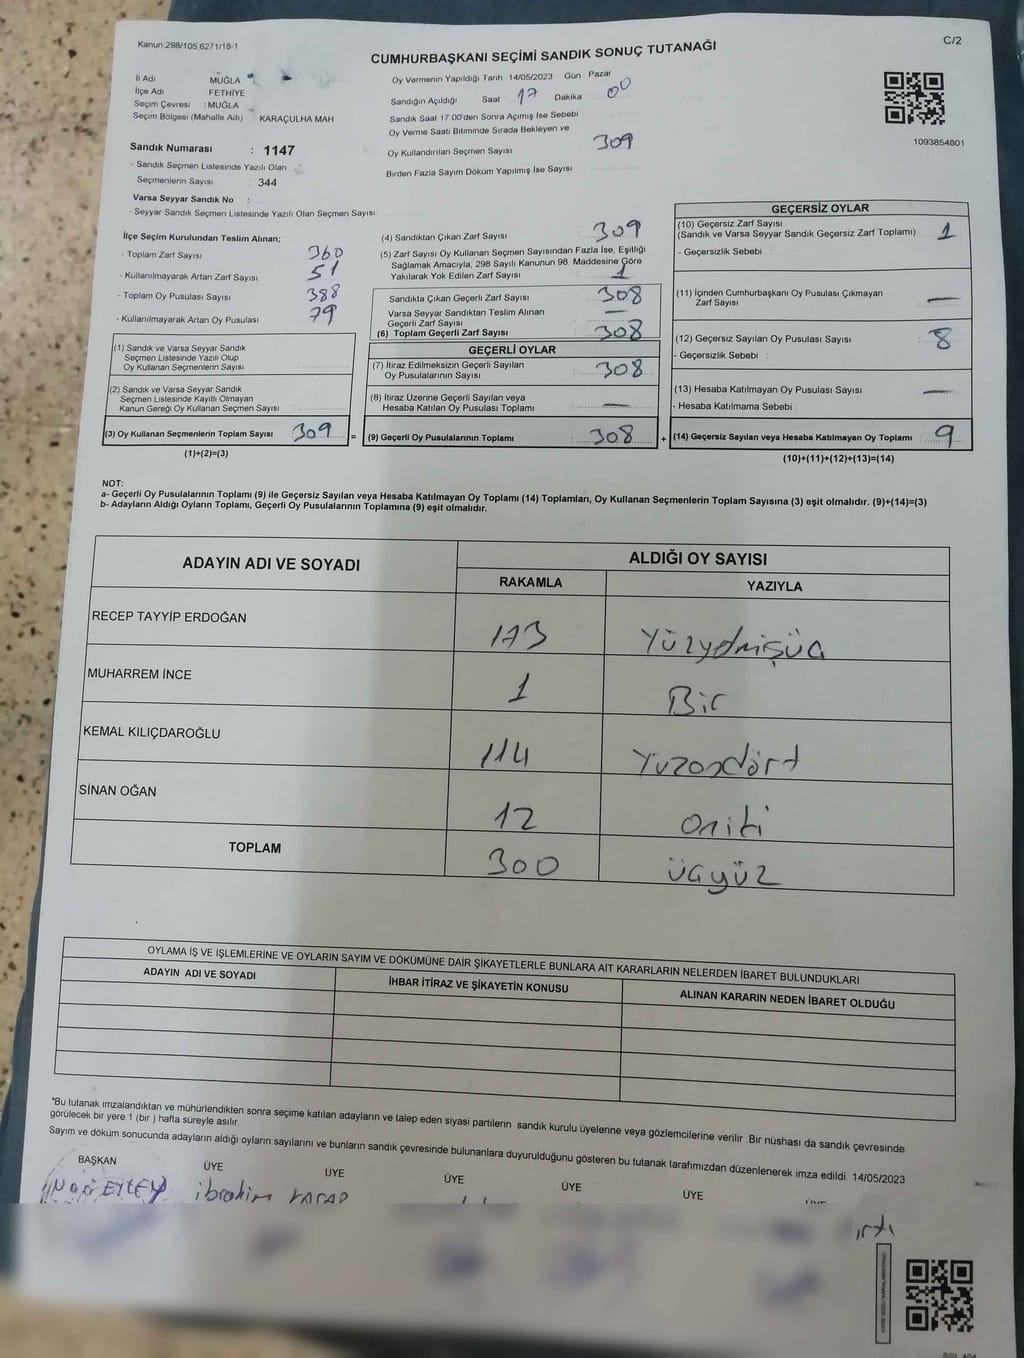 Kanun;298/105,6271/18-1
C/2
CUMHURBAŞKANI SEÇİMİ SANDIK SONUÇ TUTANAĞI
İl Adı MUĞLA
İlçe Adı FETHİYE
Seçim Çevresi : MUĞLA
Seçim Bölgesi (Mahalle Adı) KARAÇULHA MAH
Sandık Numarası : 1147
- Sandık Seçmen Listesinde Yazılı Olan
Seçmenlerin Sayısı : 344
Varsa Seyyar Sandık No :
- Seyyar Sandık Seçmen Listesinde Yazılı Olan Seçmen Sayısı
Oy Vermenin Yapıldığı Tarih 14/05/2023 Gün Pazar
Sandığın Açıldığı Saat 17 Dakika 00
Sandık Saat 17.00'den Sonra Açımış İse Sebebi
Oy Verme Saati Bitiminde Sırada Bekleyen ve
Oy Kullandırılan Seçmen Sayısı 309
Birden Fazla Sayım Döküm Yapılmış İse Sayısı
1093854801
İlçe Seçim Kurulundan Teslim Alınan;
- Toplam Zarf Sayısı 360
- Kullanılmayarak Artan Zarf Sayısı 51
- Toplam Oy Pusulası Sayısı 388
- Kullanılmayarak Artan Oy Pusulası 79
(1) Sandık ve Varsa Seyyar Sandık
Seçmen Listesinde Yazılı Olup
Oy Kullanan Seçmenlerin Sayısı
(2) Sandık ve Varsa Seyyar Sandık
Seçmen Listesinde Kayıtlı Olmayan
Kanun Gereği Oy Kullanan Seçmen Sayısı
(3) Oy Kullanan Seçmenlerin Toplam Sayısı 309 =
(1)+(2)=(3)
(4) Sandıktan Çıkan Zarf Sayısı 309
(5) Zarf Sayısı Oy Kullanan Seçmen Sayısından Fazla İse, Eşitliği
Sağlamak Amacıyla, 298 Sayılı Kanunun 98. Maddesine Göre
Yakılarak Yok Edilen Zarf Sayısı 1
Sandıkta Çıkan Geçerli Zarf Sayısı 308
Varsa Seyyar Sandıktan Teslim Alınan
Geçerli Zarf Sayısı —
(6) Toplam Geçerli Zarf Sayısı 308
GEÇERLİ OYLAR
(7) İtiraz Edilmeksizin Geçerli Sayılan
Oy Pusulalarının Sayısı 308
(8) İtiraz Üzerine Geçerli Sayılan veya
Hesaba Katılan Oy Pusulası Toplamı —
(9) Geçerli Oy Pusulalarının Toplamı : 308 +
GEÇERSİZ OYLAR
(10) Geçersiz Zarf Sayısı
(Sandık ve Varsa Seyyar Sandık Geçersiz Zarf Toplamı) 1
- Geçersizlik Sebebi :
(11) İçinden Cumhurbaşkanı Oy Pusulası Çıkmayan
Zarf Sayısı —
(12) Geçersiz Sayılan Oy Pusulası Sayısı : 8
- Geçersizlik Sebebi :
(13) Hesaba Katılmayan Oy Pusulası Sayısı —
- Hesaba Katılmama Sebebi
(14) Geçersiz Sayılan veya Hesaba Katılmayan Oy Toplamı : 9
(10)+(11)+(12)+(13)=(14)
NOT:
a- Geçerli Oy Pusulalarının Toplamı (9) ile Geçersiz Sayılan veya Hesaba Katılmayan Oy Toplamı (14) Toplamları, Oy Kullanan Seçmenlerin Toplam Sayısına (3) eşit olmalıdır. (9)+(14)=(3)
b- Adayların Aldığı Oyların Toplamı, Geçerli Oy Pusulalarının Toplamına (9) eşit olmalıdır.
ADAYIN ADI VE SOYADI ALDIĞI OY SAYISI
RAKAMLA YAZIYLA
RECEP TAYYİP ERDOĞAN 173 Yüzyetmişüç
MUHARREM İNCE 1 Bir
KEMAL KILIÇDAROĞLU 114 Yüzondört
SİNAN OĞAN 12 oniki
TOPLAM 300 üçyüz
OYLAMA İŞ VE İŞLEMLERİNE VE OYLARIN SAYIM VE DÖKÜMÜNE DAİR ŞİKAYETLERLE BUNLARA AİT KARARLARIN NELERDEN İBARET BULUNDUKLARI
ADAYIN ADI VE SOYADI İHBAR İTİRAZ VE ŞİKAYETİN KONUSU ALINAN KARARIN NEDEN İBARET OLDUĞU
*Bu tutanak imzalandıktan ve mühürlendikten sonra seçime katılan adayların ve talep eden siyasi partilerin sandık kurulu üyelerine veya gözlemcilerine verilir. Bir nüshası da sandık çevresinde
görülecek bir yere 1 (bir ) hafta süreyle asılır.
Sayım ve döküm sonucunda adayların aldığı oyların sayılarını ve bunların sandık çevresinde bulunanlara duyurulduğunu gösteren bu tutanak tarafımızdan düzenlenerek imza edildi. 14/05/2023
BAŞKAN ÜYE ÜYE ÜYE ÜYE ÜYE
ibrahim